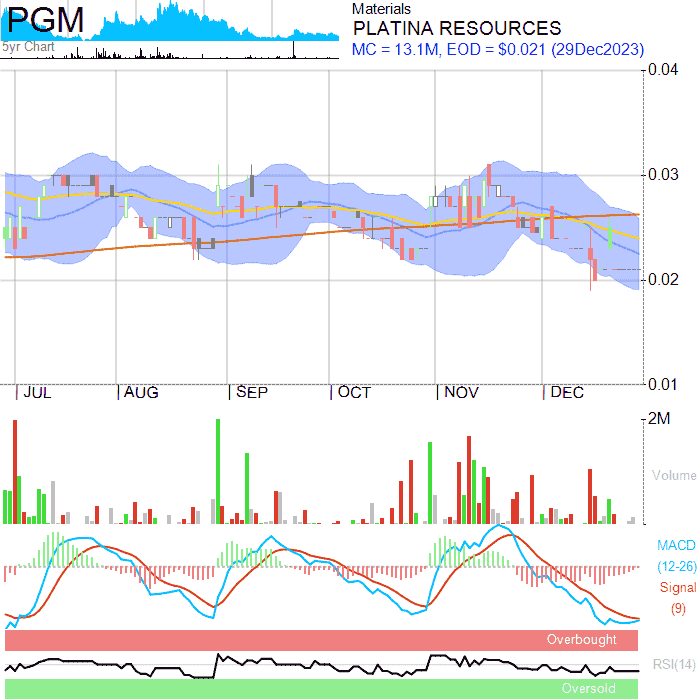 PGM
5yr Chart
Materials
PLATINA RESOURCES
MC = 13.1M, EOD = $0.021 (29Dec2023)
0.04
0.03
0.02
0.01
JUL AUG SEP OCT NOV DEC
2M
Volume
MACD
(12-26)
Signal
(9)
Overbought
RSI(14)
Oversold